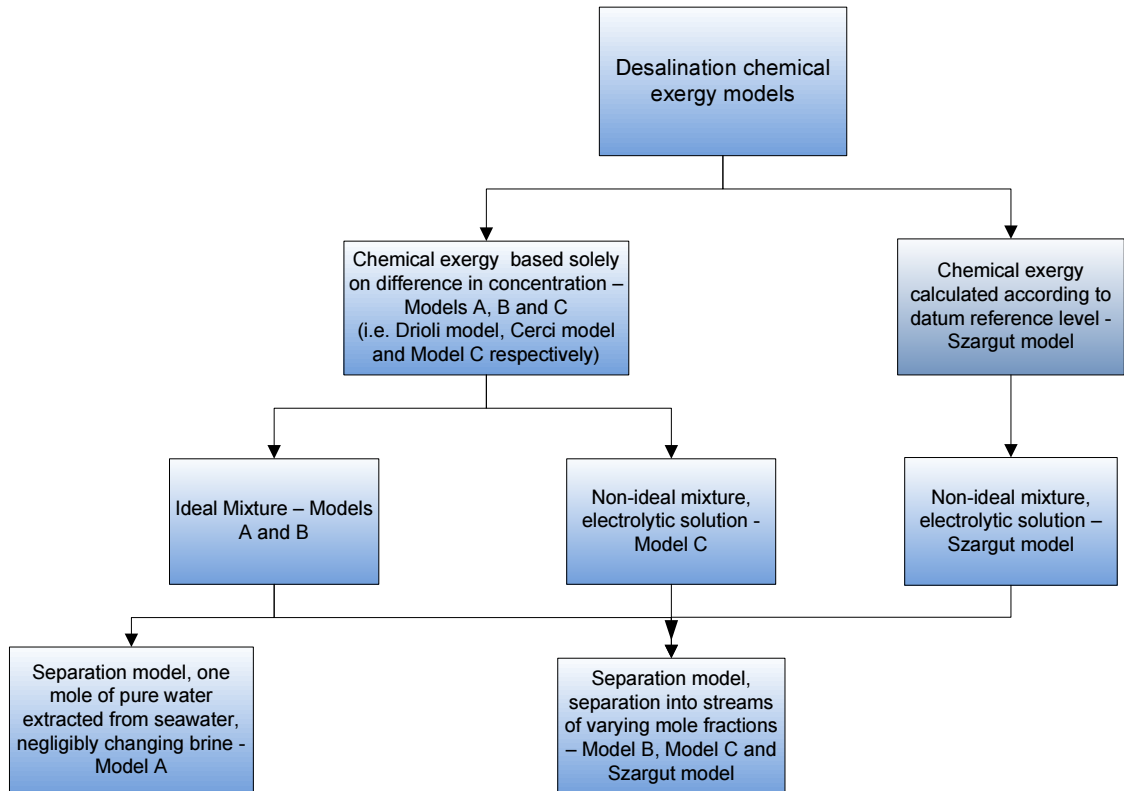 Desalination chemical
exergy models
Chemical exergy based solely
on difference in concentration –
Models A, B and C
(i.e. Drioli model, Cerci model
and Model C respectively)
Chemical exergy
calculated according to
datum reference level -
Szargut model
Ideal Mixture – Models
A and B
Non-ideal mixture,
electrolytic solution -
Model C
Non-ideal mixture,
electrolytic solution –
Szargut model
Separation model, one
mole of pure water
extracted from seawater,
negligibly changing brine -
Model A
Separation model,
separation into streams
of varying mole fractions
– Model B, Model C and
Szargut model